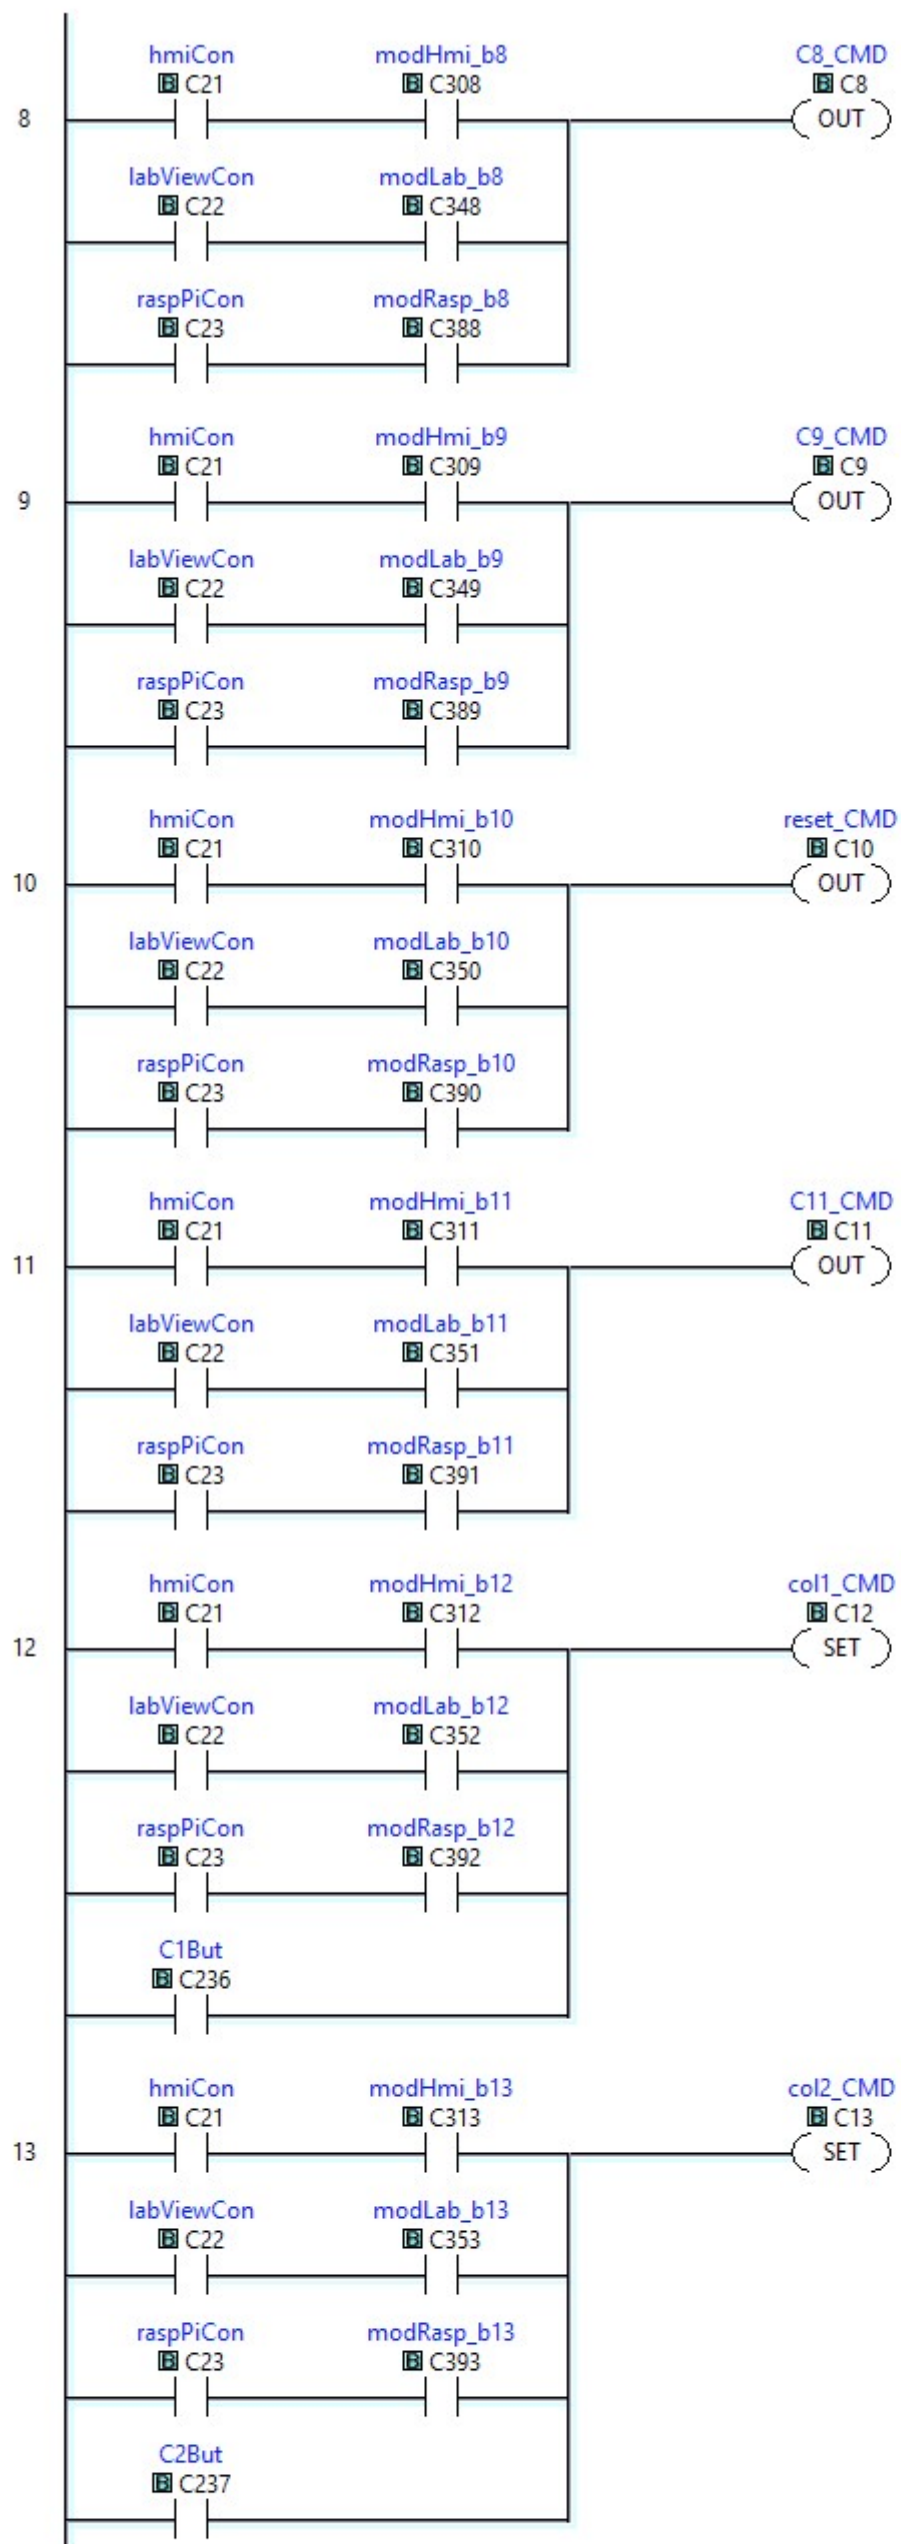 hmiCon modHmi_b8 C8_CMD
B C21 B C308 B C8
8 OUT
labViewCon modLab_b8
B C22 B C348
raspPiCon modRasp_b8
B C23 B C388
hmiCon modHmi_b9 C9_CMD
B C21 B C309 B C9
9 OUT
labViewCon modLab_b9
B C22 B C349
raspPiCon modRasp_b9
B C23 B C389
hmiCon modHmi_b10 reset_CMD
B C21 B C310 B C10
10 OUT
labViewCon modLab_b10
B C22 B C350
raspPiCon modRasp_b10
B C23 B C390
hmiCon modHmi_b11 C11_CMD
B C21 B C311 B C11
11 OUT
labViewCon modLab_b11
B C22 B C351
raspPiCon modRasp_b11
B C23 B C391
hmiCon modHmi_b12 col1_CMD
B C21 B C312 B C12
12 SET
labViewCon modLab_b12
B C22 B C352
raspPiCon modRasp_b12
B C23 B C392
C1But
B C236
hmiCon modHmi_b13 col2_CMD
B C21 B C313 B C13
13 SET
labViewCon modLab_b13
B C22 B C353
raspPiCon modRasp_b13
B C23 B C393
C2But
B C237